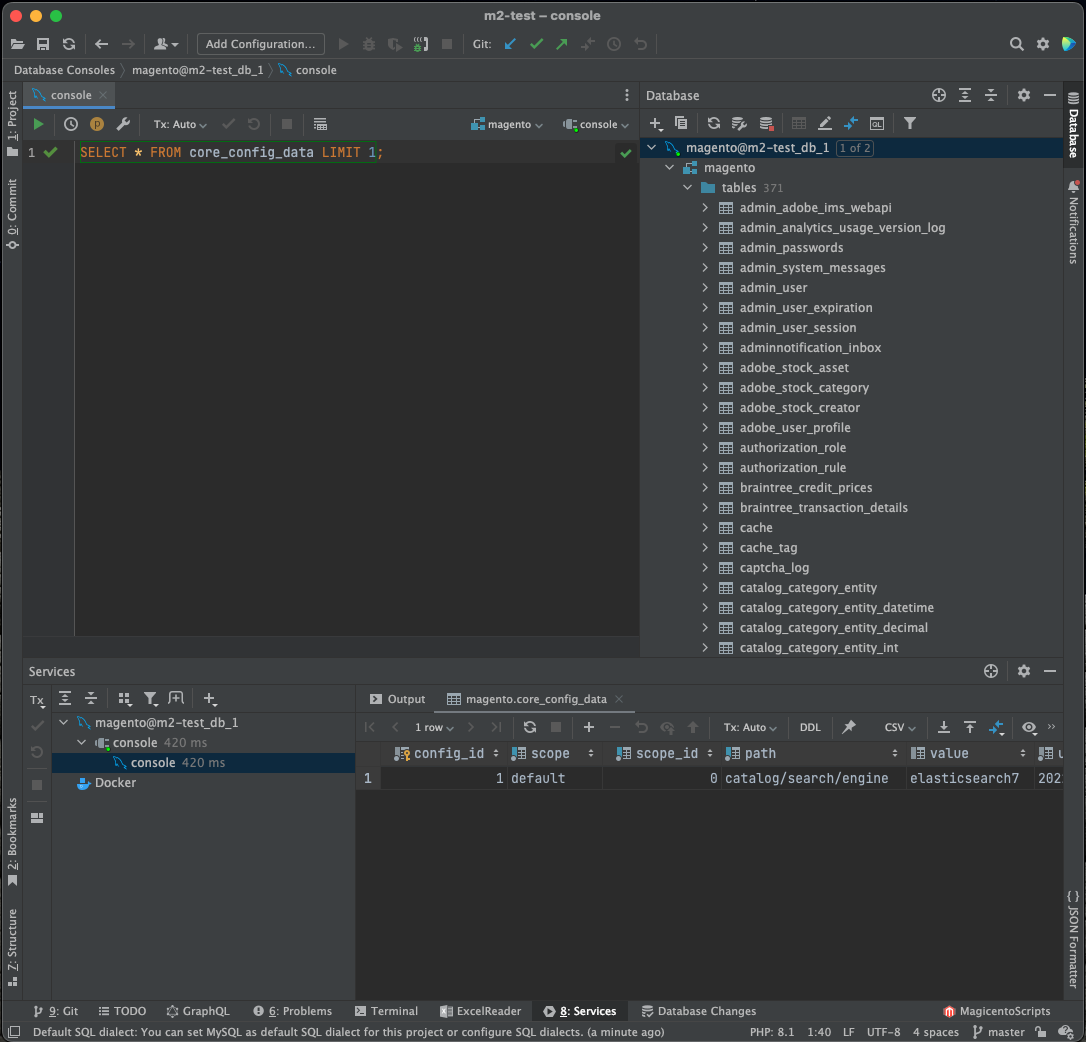 m2-test – console
Add Configuration...
Git:
Database Consoles
magento@m2-test_db_1
console
1: Project
0: Commit
2: Bookmarks
Z: Structure
console
Tx: Auto
magento
console
1
SELECT * FROM core_config_data LIMIT 1;
Database
QL
magento@m2-test_db_1 1 of 2
magento
tables 371
admin_adobe_ims_webapi
admin_analytics_usage_version_log
admin_passwords
admin_system_messages
admin_user
admin_user_expiration
admin_user_session
adminnotification_inbox
adobe_stock_asset
adobe_stock_category
adobe_stock_creator
adobe_user_profile
authorization_role
authorization_rule
braintree_credit_prices
braintree_transaction_details
cache
cache_tag
captcha_log
catalog_category_entity
catalog_category_entity_datetime
catalog_category_entity_decimal
catalog_category_entity_int
Database
Notifications
{ } JSON Formatter
Services
Tx
magento@m2-test_db_1
console 420 ms
console 420 ms
Docker
Output
magento.core_config_data
1 row
Tx: Auto
DDL
CSV
config_id scope scope_id path value u
1 1 default 0 catalog/search/engine elasticsearch7 202
9: Git TODO GraphQL 6: Problems Terminal ExcelReader 8: Services Database Changes MagicentoScripts
Default SQL dialect: You can set MySQL as default SQL dialect for this project or configure SQL dialects. (a minute ago) PHP: 8.1 1:40 LF UTF-8 4 spaces master